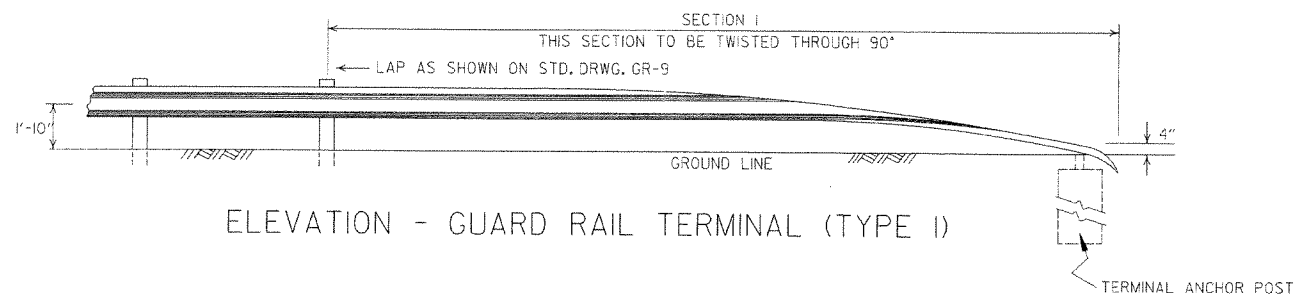 SECTION I
THIS SECTION TO BE TWISTED THROUGH 90°
LAP AS SHOWN ON STD. DRWG. GR-9
1'-10"
4"
GROUND LINE
ELEVATION - GUARD RAIL TERMINAL (TYPE I)
TERMINAL ANCHOR POST